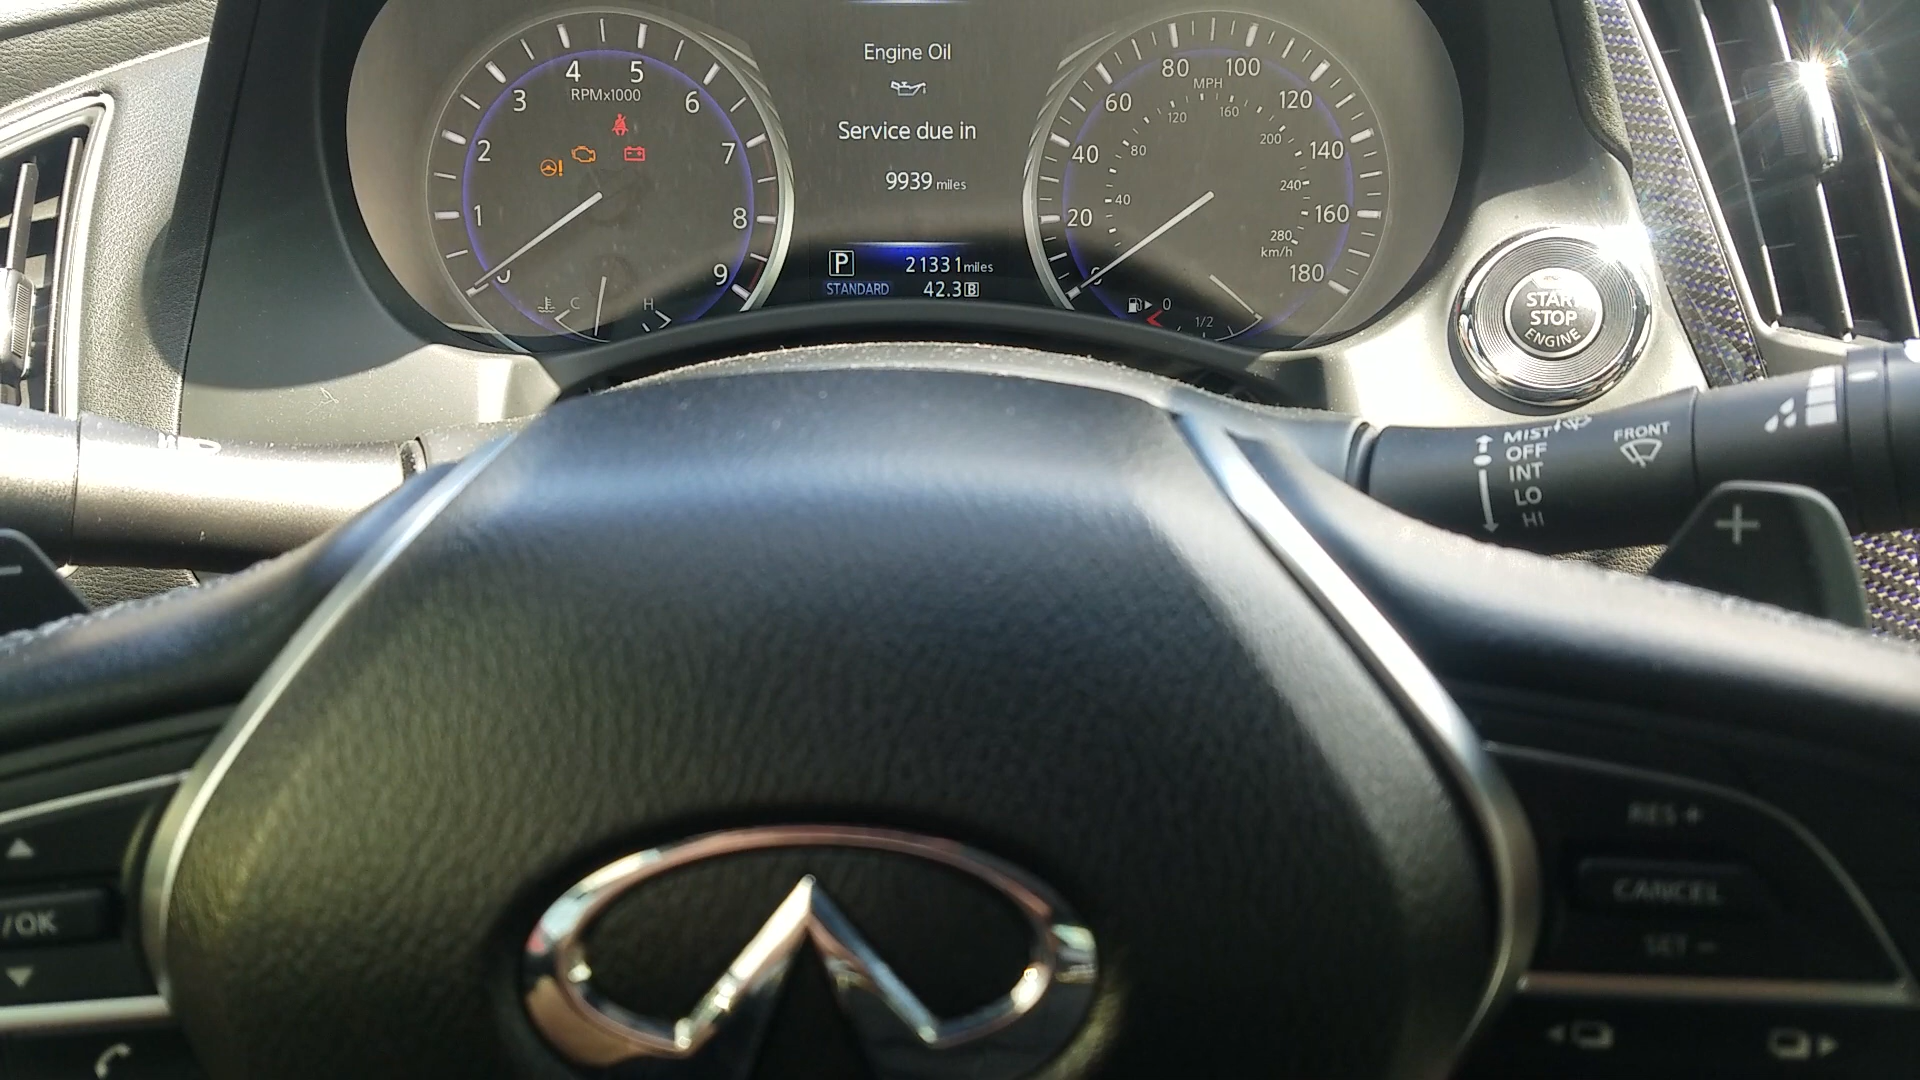 Engine Oil
Service due in
9939 miles
P 21331 miles
STANDARD 42.3 B
1 2 3 4 5 6 7 8 9
RPMx1000
C H
20 40 60 80 100 120 140 160 180
MPH
40 80 120 160 200 240 280
km/h
0 1/2
START
STOP
ENGINE
MIST
OFF
INT
LO
HI
FRONT
+
−
/OK
RES +
CANCEL
SET −